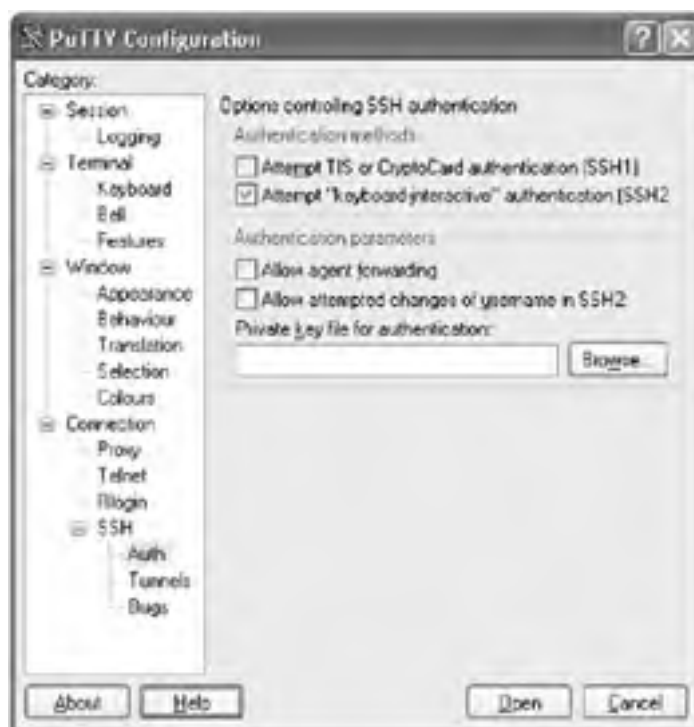 PuTTY Configuration
Category:
Session
Logging
Terminal
Keyboard
Bell
Features
Window
Appearance
Behaviour
Translation
Selection
Colours
Connection
Proxy
Telnet
Rlogin
SSH
Auth
Tunnels
Bugs
Options controlling SSH authentication
Authentication methods
Attempt TIS or CryptoCard authentication (SSH1)
Attempt "keyboard-interactive" authentication (SSH2
Authentication parameters
Allow agent forwarding
Allow attempted changes of username in SSH2
Private key file for authentication:
Browse...
About
Help
Open
Cancel